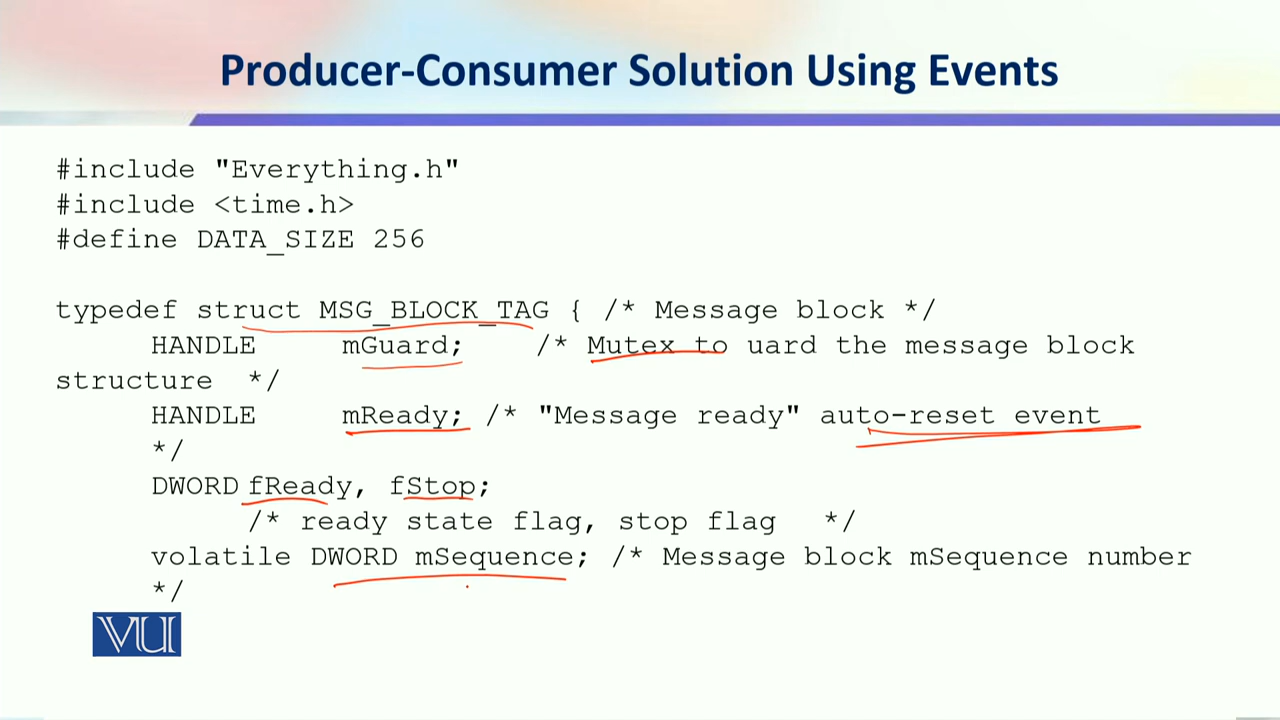 Producer-Consumer Solution Using Events
#include "Everything.h"
#include <time.h>
#define DATA_SIZE 256
typedef struct MSG_BLOCK_TAG { /* Message block */
HANDLE mGuard; /* Mutex to uard the message block
structure */
HANDLE mReady; /* "Message ready" auto-reset event
*/
DWORD fReady, fStop;
/* ready state flag, stop flag */
volatile DWORD mSequence; /* Message block mSequence number
*/
VU